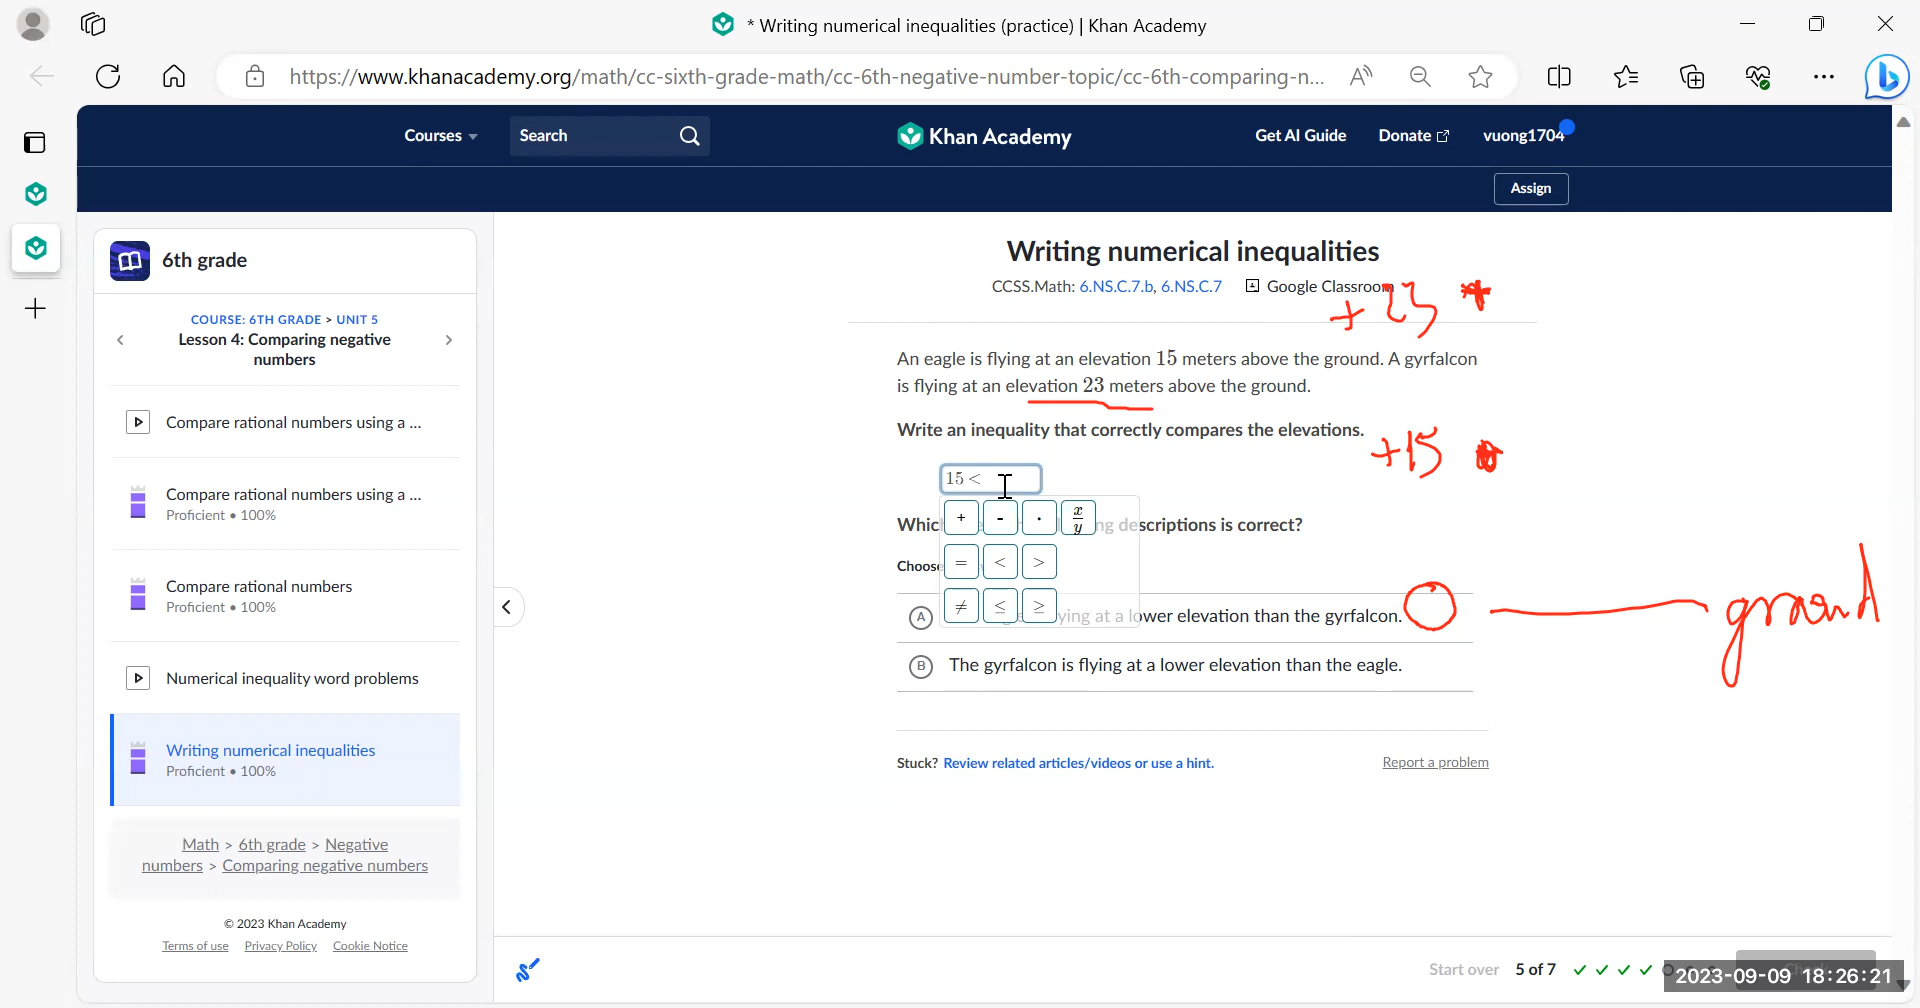 * Writing numerical inequalities (practice) | Khan Academy
https://www.khanacademy.org/math/cc-sixth-grade-math/cc-6th-negative-number-topic/cc-6th-comparing-n...
Courses
Search
Khan Academy
Get AI Guide
Donate
vuong1704
Assign
6th grade
COURSE: 6TH GRADE > UNIT 5
Lesson 4: Comparing negative
numbers
Compare rational numbers using a ...
Compare rational numbers using a ...
Proficient • 100%
Compare rational numbers
Proficient • 100%
Numerical inequality word problems
Writing numerical inequalities
Proficient • 100%
Math > 6th grade > Negative
numbers > Comparing negative numbers
© 2023 Khan Academy
Terms of use Privacy Policy Cookie Notice
Writing numerical inequalities
CCSS.Math: 6.NS.C.7.b, 6.NS.C.7 Google Classroom
+23
An eagle is flying at an elevation 15 meters above the ground. A gyrfalcon
is flying at an elevation 23 meters above the ground.
Write an inequality that correctly compares the elevations.
+15
15 <
+ - · x/y
= < >
≠ ≤ ≥
Whic ng descriptions is correct?
Choose
A ying at a lower elevation than the gyrfalcon.
ground
B The gyrfalcon is flying at a lower elevation than the eagle.
Stuck? Review related articles/videos or use a hint.
Report a problem
Start over 5 of 7
2023-09-09 18:26:21